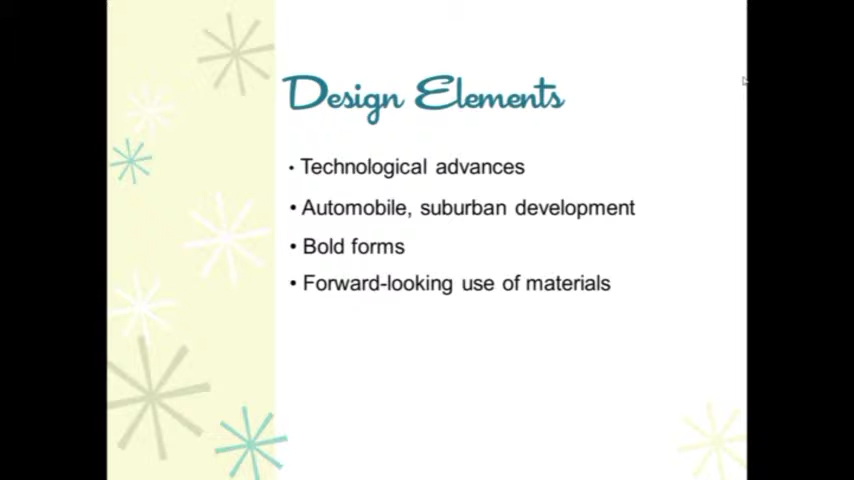 Design Elements
• Technological advances
• Automobile, suburban development
• Bold forms
• Forward-looking use of materials